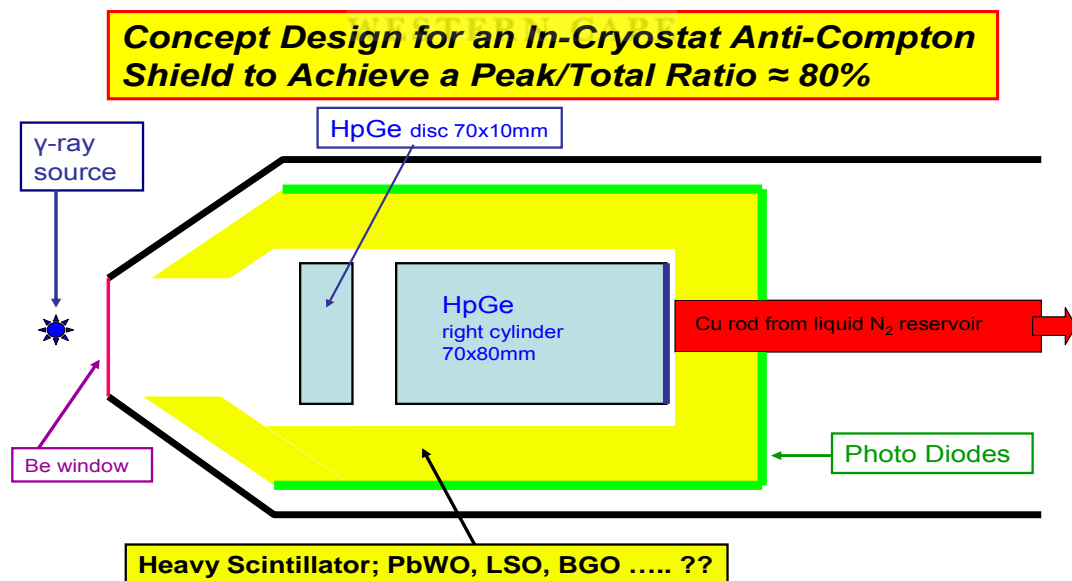 WESTERN CAPE
Concept Design for an In-Cryostat Anti-Compton
Shield to Achieve a Peak/Total Ratio ≈ 80%
HpGe disc 70x10mm
γ-ray
source
HpGe
right cylinder
70x80mm
Cu rod from liquid N₂ reservoir
Be window
Photo Diodes
Heavy Scintillator; PbWO, LSO, BGO ..... ??